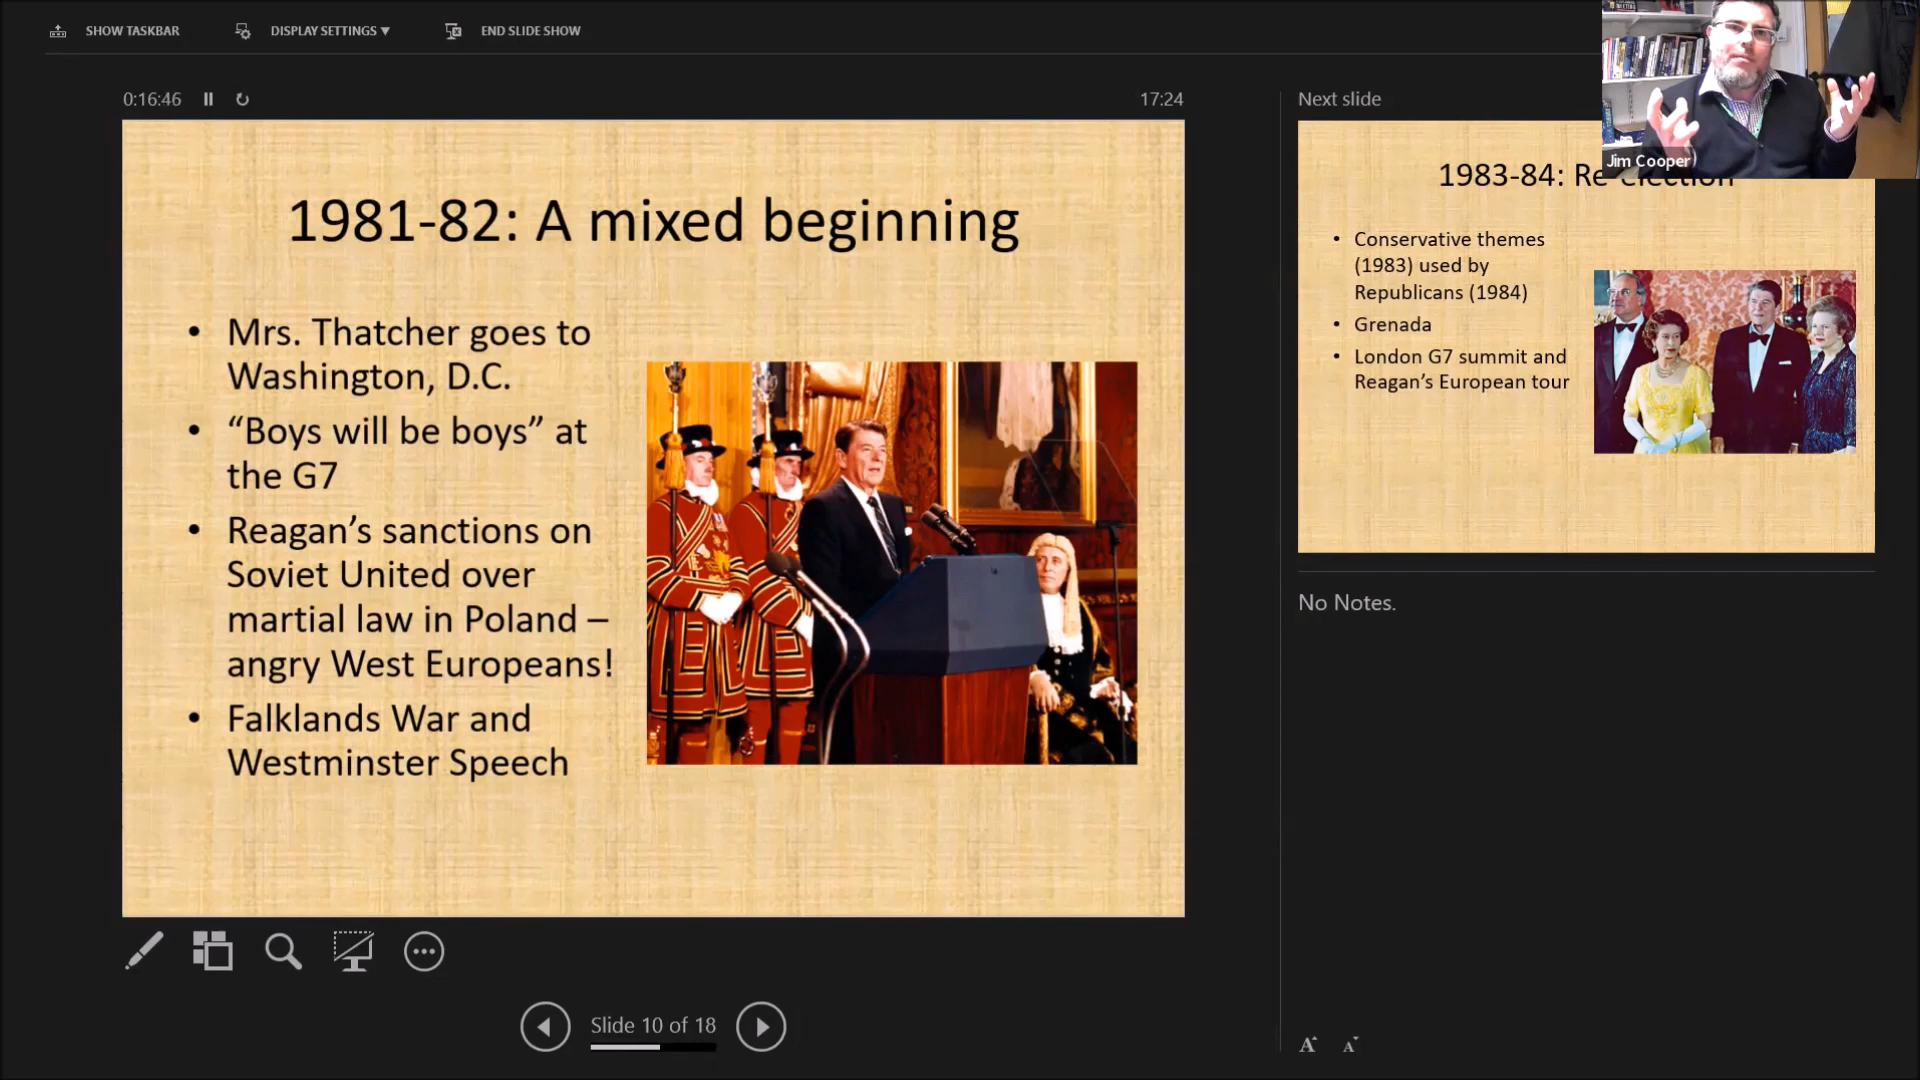 SHOW TASKBAR
DISPLAY SETTINGS ▼
END SLIDE SHOW
0:16:46
17:24
1981-82: A mixed beginning
• Mrs. Thatcher goes to
Washington, D.C.
• “Boys will be boys” at
the G7
• Reagan’s sanctions on
Soviet United over
martial law in Poland –
angry West Europeans!
• Falklands War and
Westminster Speech
Slide 10 of 18
Next slide
Jim Cooper
1983-84: Re-election
• Conservative themes
(1983) used by
Republicans (1984)
• Grenada
• London G7 summit and
Reagan’s European tour
No Notes.
A A